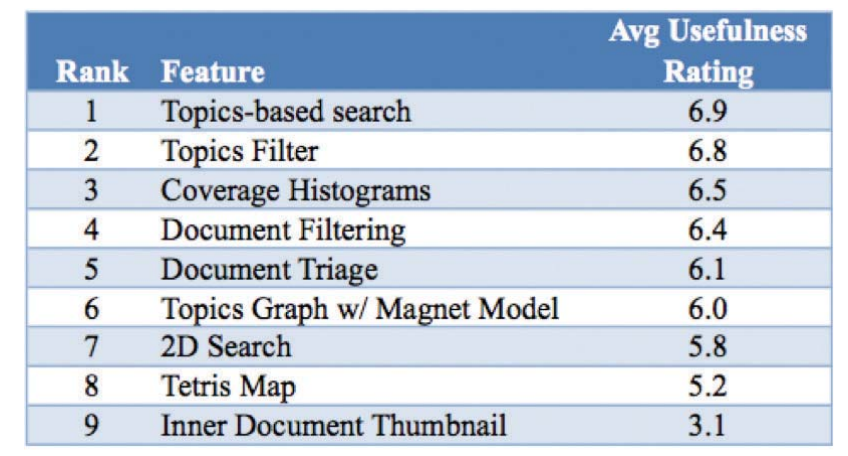 Avg Usefulness
Rank Feature Rating
1 Topics-based search 6.9
2 Topics Filter 6.8
3 Coverage Histograms 6.5
4 Document Filtering 6.4
5 Document Triage 6.1
6 Topics Graph w/ Magnet Model 6.0
7 2D Search 5.8
8 Tetris Map 5.2
9 Inner Document Thumbnail 3.1